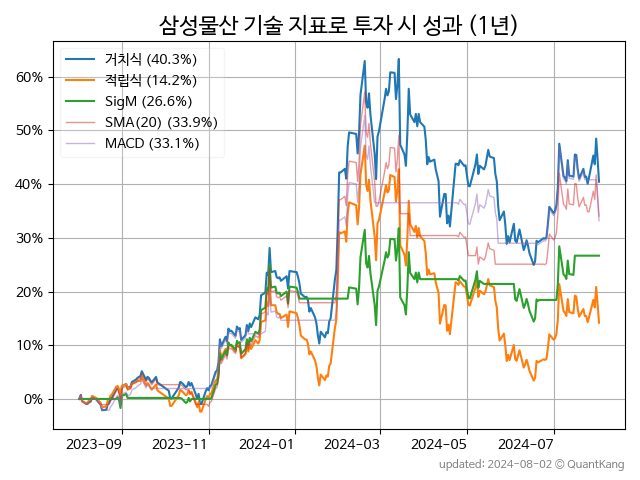 삼성물산 기술 지표로 투자 시 성과 (1년)
거치식 (40.3%)
적립식 (14.2%)
SigM (26.6%)
SMA(20) (33.9%)
MACD (33.1%)
60%
50%
40%
30%
20%
10%
0%
2023-09 2023-11 2024-01 2024-03 2024-05 2024-07
updated: 2024-08-02 © QuantKang